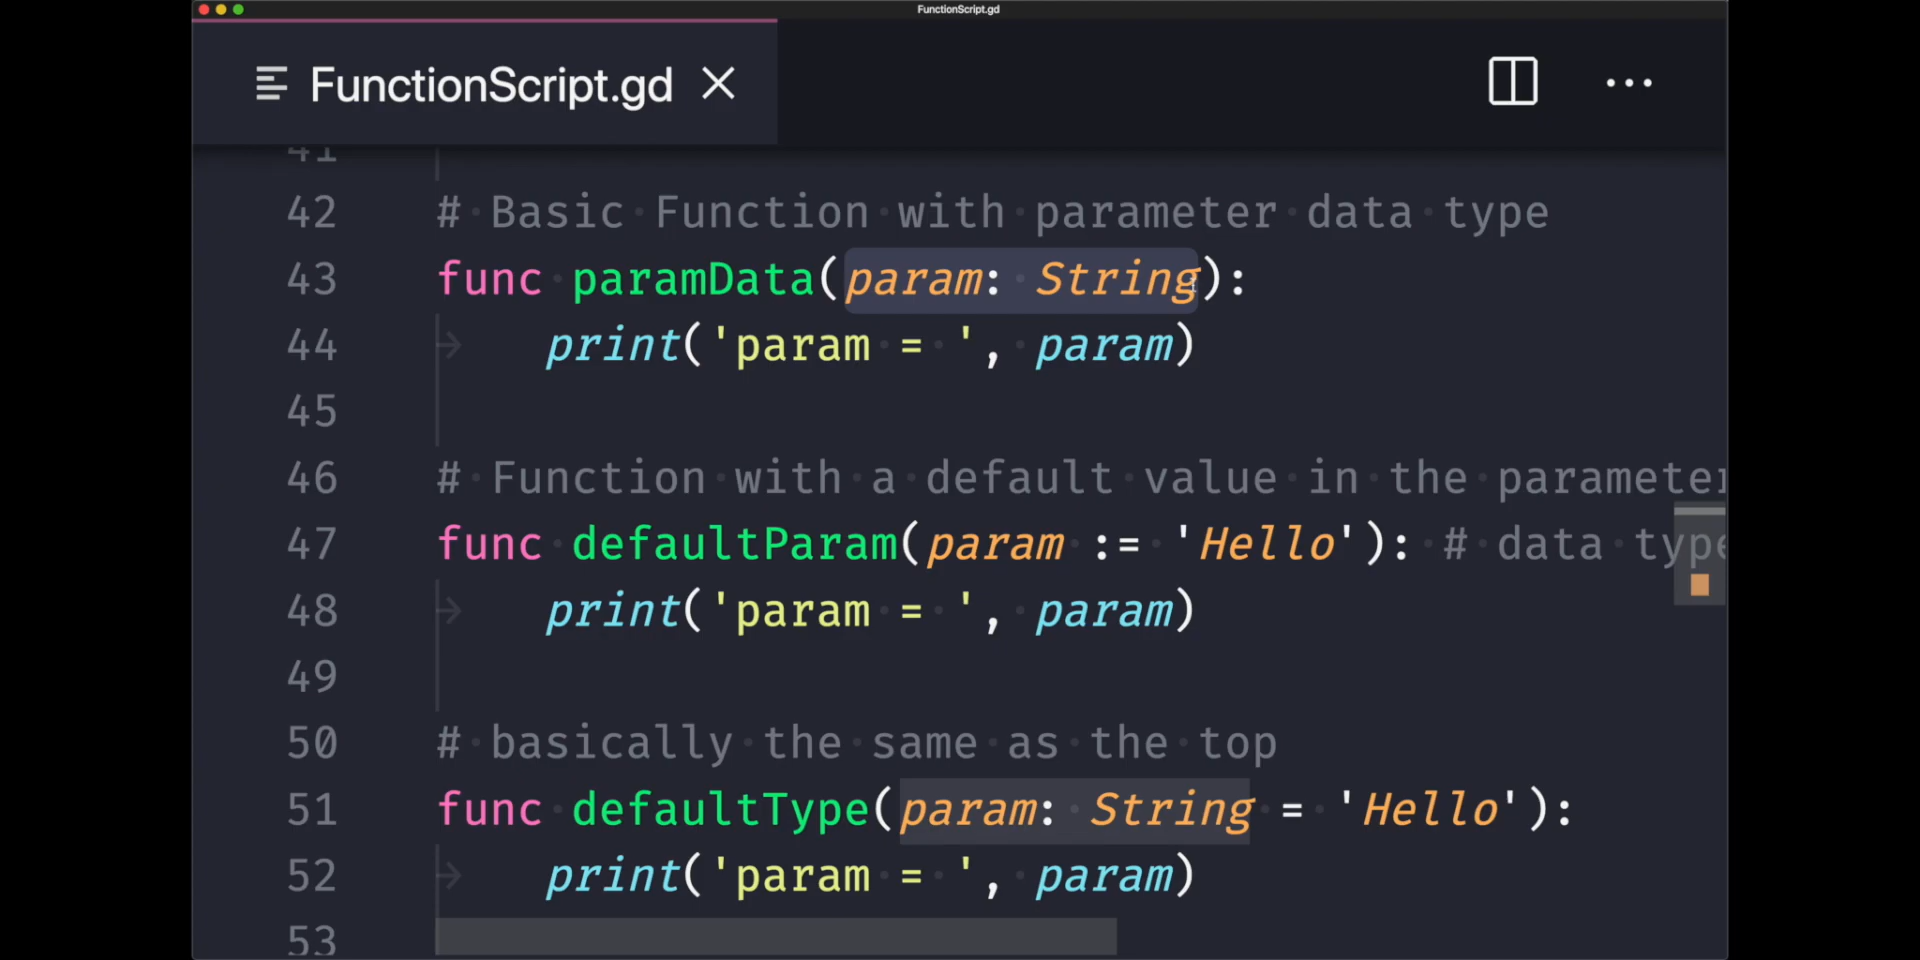 FunctionScript.gd
FunctionScript.gd
41
42 # Basic Function with parameter data type
43 func paramData(param: String):
44 print('param = ', param)
45
46 # Function with a default value in the parameter
47 func defaultParam(param := 'Hello'): # data type
48 print('param = ', param)
49
50 # basically the same as the top
51 func defaultType(param: String = 'Hello'):
52 print('param = ', param)
53